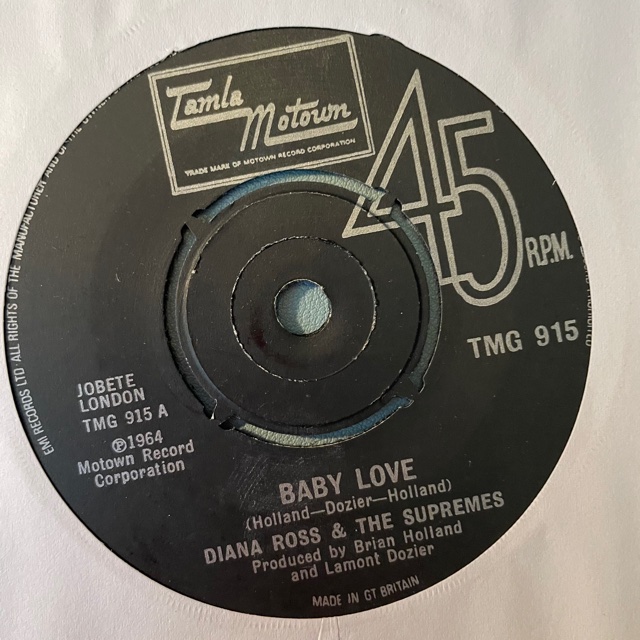 Tamla
Motown
TRADE MARK OF MOTOWN RECORD CORPORATION
45
R.P.M.
TMG 915
JOBETE
LONDON
TMG 915 A
℗1964
Motown Record
Corporation
BABY LOVE
(Holland—Dozier—Holland)
DIANA ROSS & THE SUPREMES
Produced by Brian Holland
and Lamont Dozier
MADE IN GT BRITAIN
EMI RECORDS LTD ALL RIGHTS OF THE MANUFACTURER AND OF THE